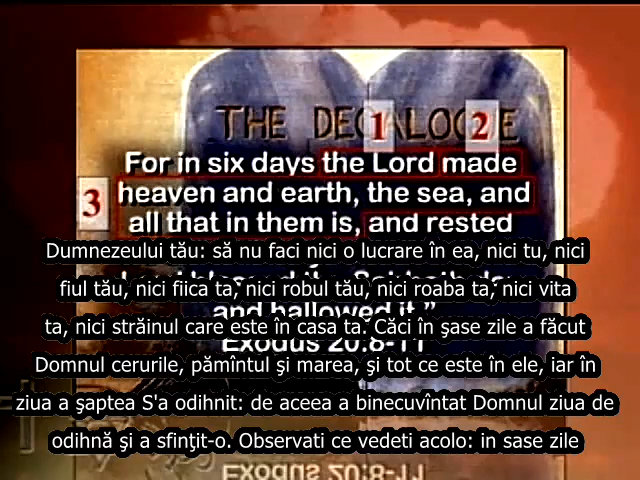 THE DECALOGUE
1
2
3
For in six days the Lord made
heaven and earth, the sea, and
all that in them is, and rested
Dumnezeului tău: să nu faci nici o lucrare în ea, nici tu, nici
fiul tău, nici fiica ta, nici robul tău, nici roaba ta, nici vita
and hallowed it.”
ta, nici străinul care este în casa ta. Căci în şase zile a făcut
Exodus 20:8-11
Domnul cerurile, pămîntul şi marea, şi tot ce este în ele, iar în
ziua a şaptea S'a odihnit: de aceea a binecuvîntat Domnul ziua de
odihnă şi a sfinţit-o. Observati ce vedeti acolo: in sase zile
Exodus 20:8-11